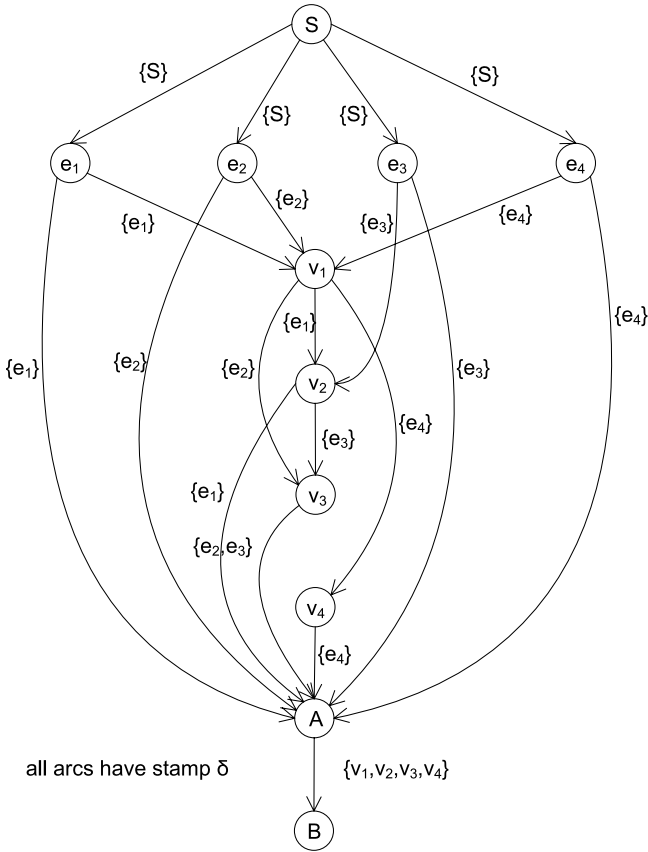 S
{S}
{S}
{S}
{S}
e₁
e₂
e₃
e₄
{e₁}
{e₂}
{e₃}
{e₄}
v₁
{e₁}
{e₂}
{e₁}
{e₂}
v₂
{e₃}
{e₄}
{e₄}
{e₃}
v₃
{e₁}
{e₂,e₃}
v₄
{e₄}
A
all arcs have stamp δ
{v₁,v₂,v₃,v₄}
B